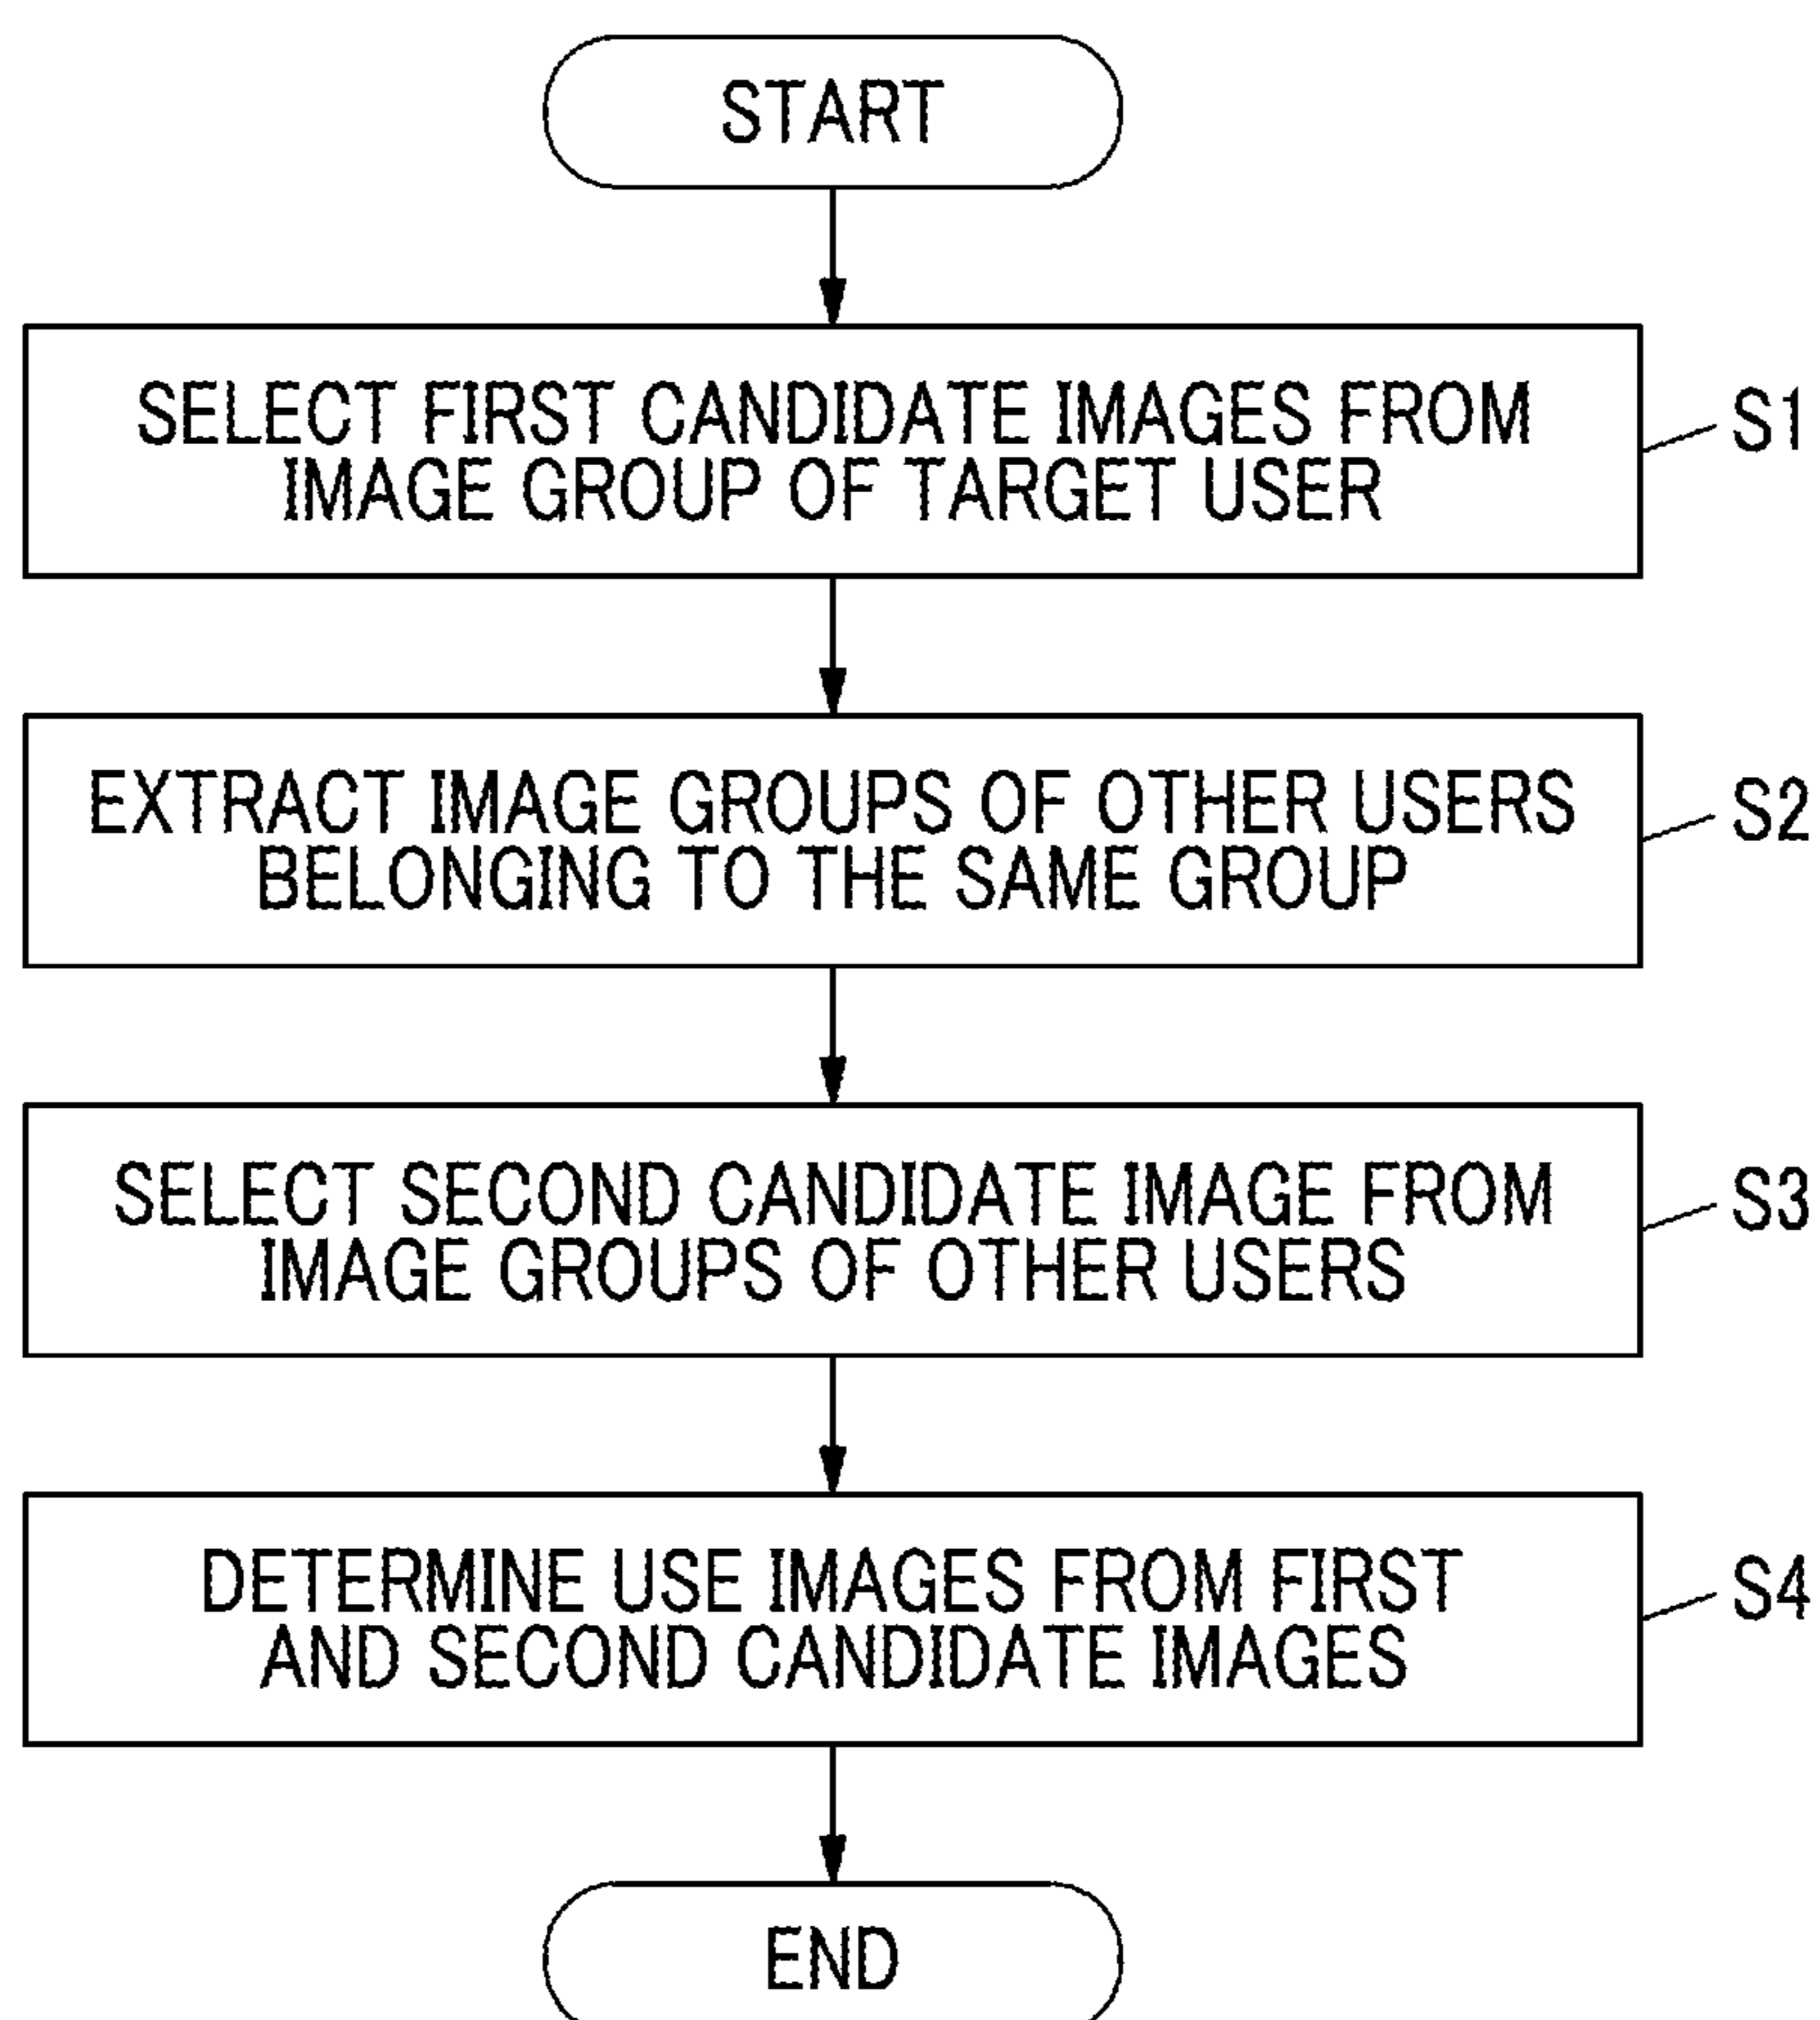 START
SELECT FIRST CANDIDATE IMAGES FROM
IMAGE GROUP OF TARGET USER
S1
EXTRACT IMAGE GROUPS OF OTHER USERS
BELONGING TO THE SAME GROUP
S2
SELECT SECOND CANDIDATE IMAGE FROM
IMAGE GROUPS OF OTHER USERS
S3
DETERMINE USE IMAGES FROM FIRST
AND SECOND CANDIDATE IMAGES
S4
END